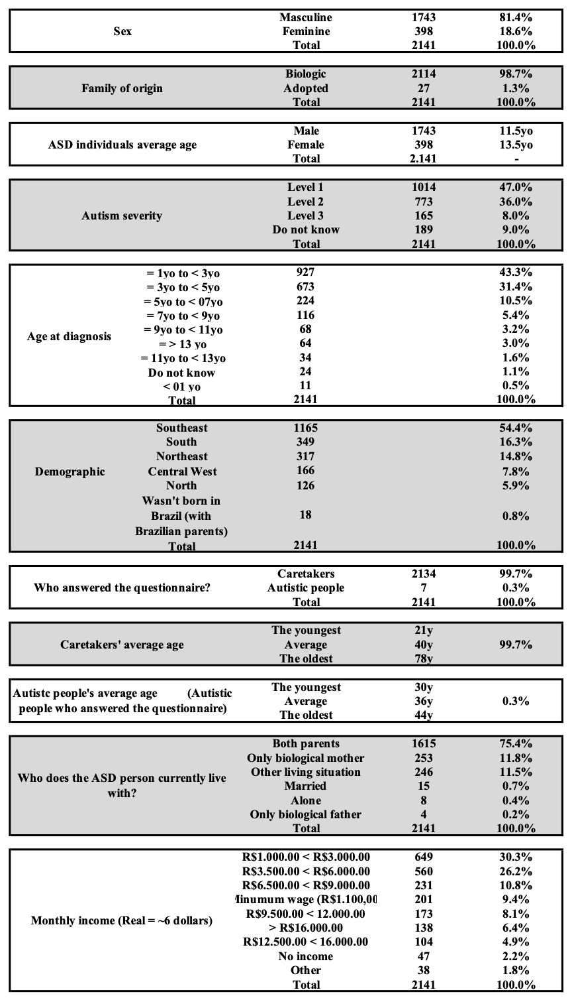 Masculine 1743 81.4%
Sex Feminine 398 18.6%
Total 2141 100.0%
Biologic 2114 98.7%
Family of origin Adopted 27 1.3%
Total 2141 100.0%
Male 1743 11.5yo
ASD individuals average age Female 398 13.5yo
Total 2.141 -
Level 1 1014 47.0%
Level 2 773 36.0%
Autism severity Level 3 165 8.0%
Do not know 189 9.0%
Total 2141 100.0%
= 1yo to < 3yo 927 43.3%
= 3yo to < 5yo 673 31.4%
= 5yo to < 07yo 224 10.5%
= 7yo to < 9yo 116 5.4%
Age at diagnosis = 9yo to < 11yo 68 3.2%
= > 13 yo 64 3.0%
= 11yo to < 13yo 34 1.6%
Do not know 24 1.1%
< 01 yo 11 0.5%
Total 2141 100.0%
Southeast 1165 54.4%
South 349 16.3%
Northeast 317 14.8%
Demographic Central West 166 7.8%
North 126 5.9%
Wasn't born in
Brazil (with 18 0.8%
Brazilian parents)
Total 2141 100.0%
Caretakers 2134 99.7%
Who answered the questionnaire? Autistic people 7 0.3%
Total 2141 100.0%
The youngest 21y
Caretakers' average age Average 40y 99.7%
The oldest 78y
The youngest 30y
Autistc people's average age (Autistic
people who answered the questionnaire) Average 36y 0.3%
The oldest 44y
Both parents 1615 75.4%
Only biological mother 253 11.8%
Other living situation 246 11.5%
Who does the ASD person currently live
with? Married 15 0.7%
Alone 8 0.4%
Only biological father 4 0.2%
Total 2141 100.0%
R$1.000.00 < R$3.000.00 649 30.3%
R$3.500.00 < R$6.000.00 560 26.2%
R$6.500.00 < R$9.000.00 231 10.8%
Minumum wage (R$1.100,00 201 9.4%
Monthly income (Real = ~6 dollars) R$9.500.00 < 12.000.00 173 8.1%
> R$16.000.00 138 6.4%
R$12.500.00 < 16.000.00 104 4.9%
No income 47 2.2%
Other 38 1.8%
Total 2141 100.0%